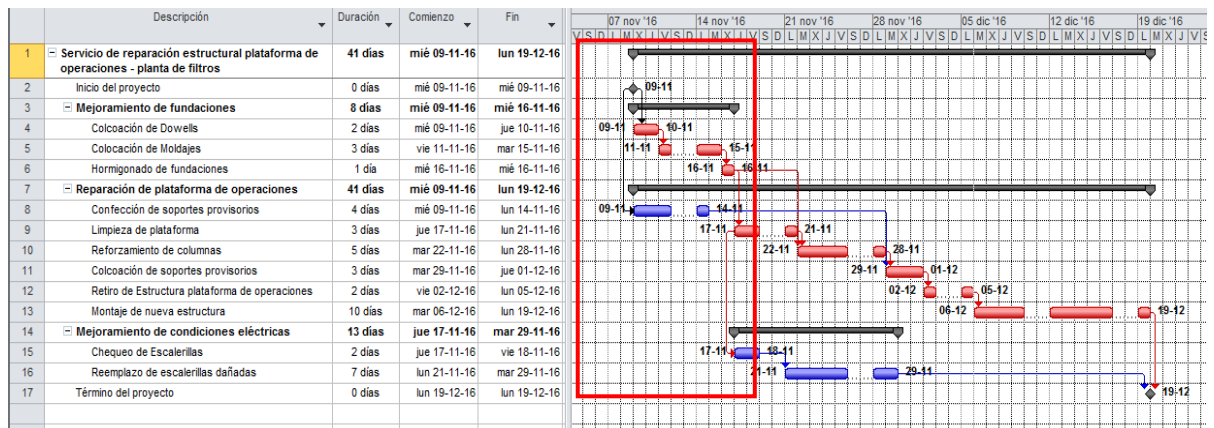 Descripción Duración Comienzo Fin 07 nov '16 14 nov '16 21 nov '16 28 nov '16 05 dic '16 12 dic '16 19 dic '16
V S D L M X J V S D L M X J V S D L M X J V S D L M X J V S D L M X J V S D L M X J V S D L M X J V S
1 Servicio de reparación estructural plataforma de 41 días mié 09-11-16 lun 19-12-16
operaciones - planta de filtros
2 Inicio del proyecto 0 días mié 09-11-16 mié 09-11-16 09-11
3 Mejoramiento de fundaciones 8 días mié 09-11-16 mié 16-11-16
4 Colcoación de Dowells 2 días mié 09-11-16 jue 10-11-16 09-11 10-11
5 Colocación de Moldajes 3 días vie 11-11-16 mar 15-11-16 11-11 15-11
6 Hormigonado de fundaciones 1 día mié 16-11-16 mié 16-11-16 16-11 16-11
7 Reparación de plataforma de operaciones 41 días mié 09-11-16 lun 19-12-16
8 Confección de soportes provisorios 4 días mié 09-11-16 lun 14-11-16 09-11 14-11
9 Limpieza de plataforma 3 días jue 17-11-16 lun 21-11-16 17-11 21-11
10 Reforzamiento de columnas 5 días mar 22-11-16 lun 28-11-16 22-11 28-11
11 Colcoación de soportes provisorios 3 días mar 29-11-16 jue 01-12-16 29-11 01-12
12 Retiro de Estructura plataforma de operaciones 2 días vie 02-12-16 lun 05-12-16 02-12 05-12
13 Montaje de nueva estructura 10 días mar 06-12-16 lun 19-12-16 06-12 19-12
14 Mejoramiento de condiciones eléctricas 13 días jue 17-11-16 mar 29-11-16
15 Chequeo de Escalerillas 2 días jue 17-11-16 vie 18-11-16 17-11 18-11
16 Reemplazo de escalerillas dañadas 7 días lun 21-11-16 mar 29-11-16 21-11 29-11
17 Término del proyecto 0 días lun 19-12-16 lun 19-12-16 19-12